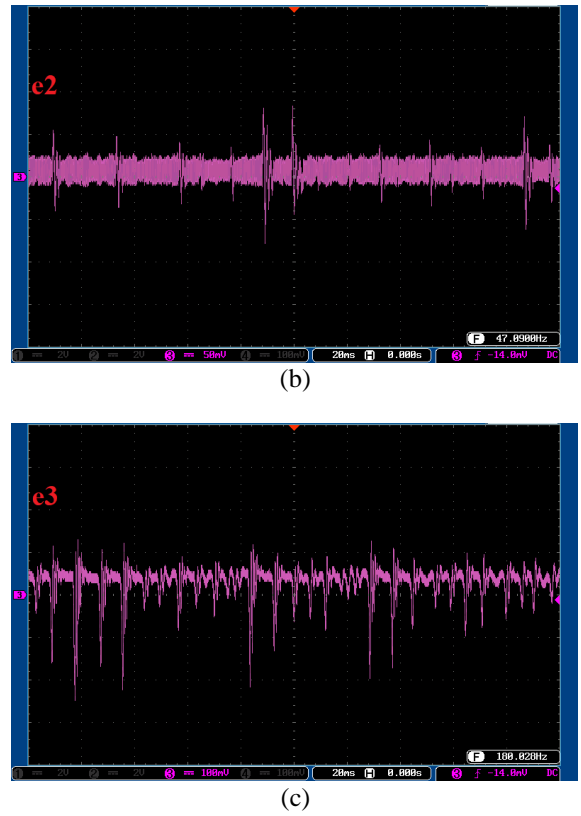 e2
3
F 47.0900Hz
1 2V 2 2V 3 50mV 4 100mV 20ms H 0.000s 3 -14.0mV DC
(b)
e3
3
F 180.028Hz
1 2V 2 2V 3 100mV 4 100mV 20ms H 0.000s 3 -14.0mV DC
(c)